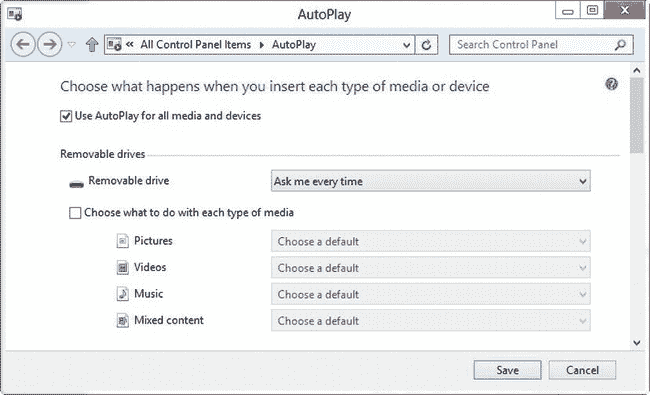 AutoPlay
« All Control Panel Items ▸ AutoPlay
Search Control Panel
Choose what happens when you insert each type of media or device
Use AutoPlay for all media and devices
Removable drives
Removable drive Ask me every time
Choose what to do with each type of media
Pictures Choose a default
Videos Choose a default
Music Choose a default
Mixed content Choose a default
Save Cancel